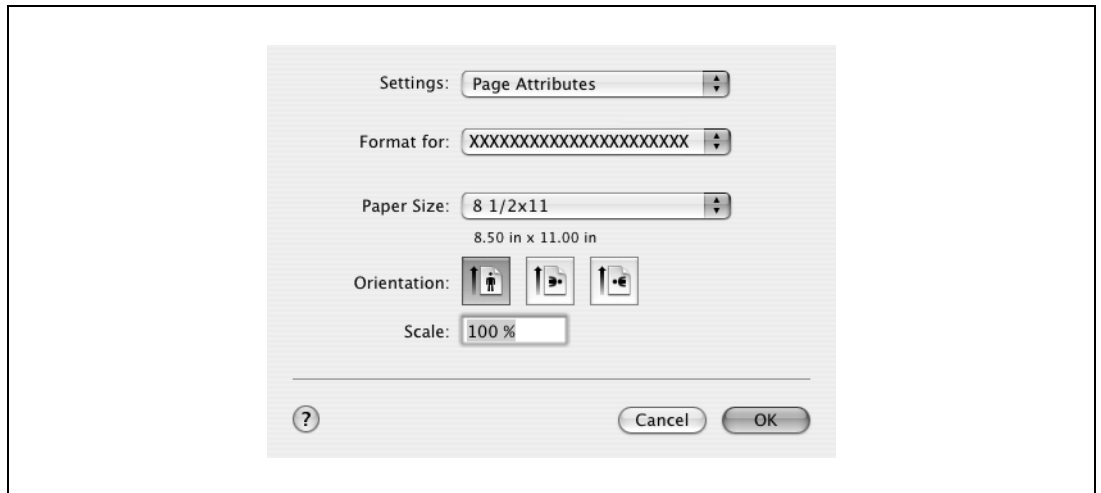 Settings: Page Attributes
Format for: XXXXXXXXXXXXXXXXXXXXXX
Paper Size: 8 1/2x11
8.50 in x 11.00 in
Orientation:
Scale: 100 %
? Cancel OK